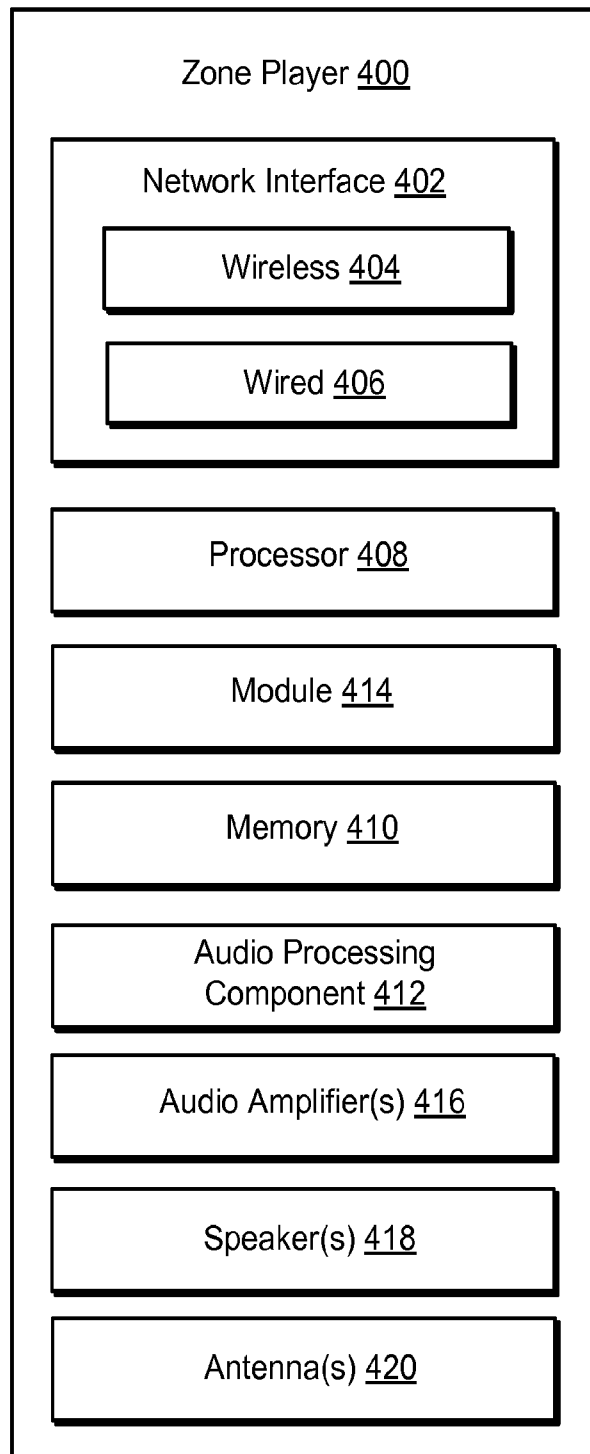 Zone Player 400
Network Interface 402
Wireless 404
Wired 406
Processor 408
Module 414
Memory 410
Audio Processing
Component 412
Audio Amplifier(s) 416
Speaker(s) 418
Antenna(s) 420